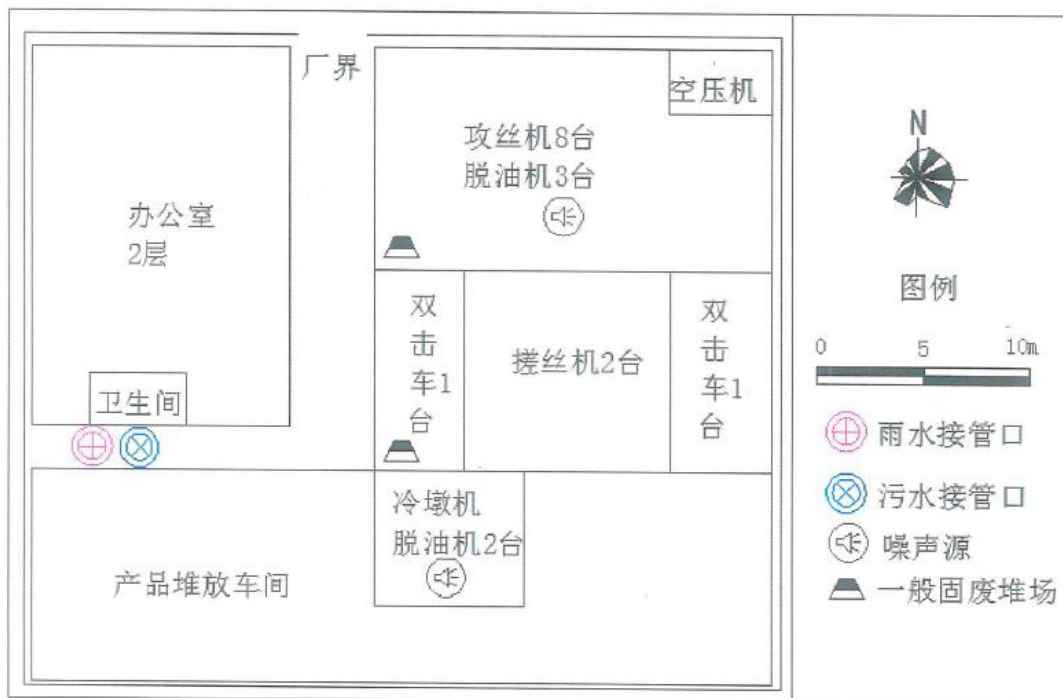 厂界
空压机
攻丝机8台
脱油机3台
办公室
2层
卫生间
双
击
车1
台
搓丝机2台
双
击
车1
台
冷墩机
脱油机2台
产品堆放车间
N
图例
0 5 10m
雨水接管口
污水接管口
噪声源
一般固废堆场